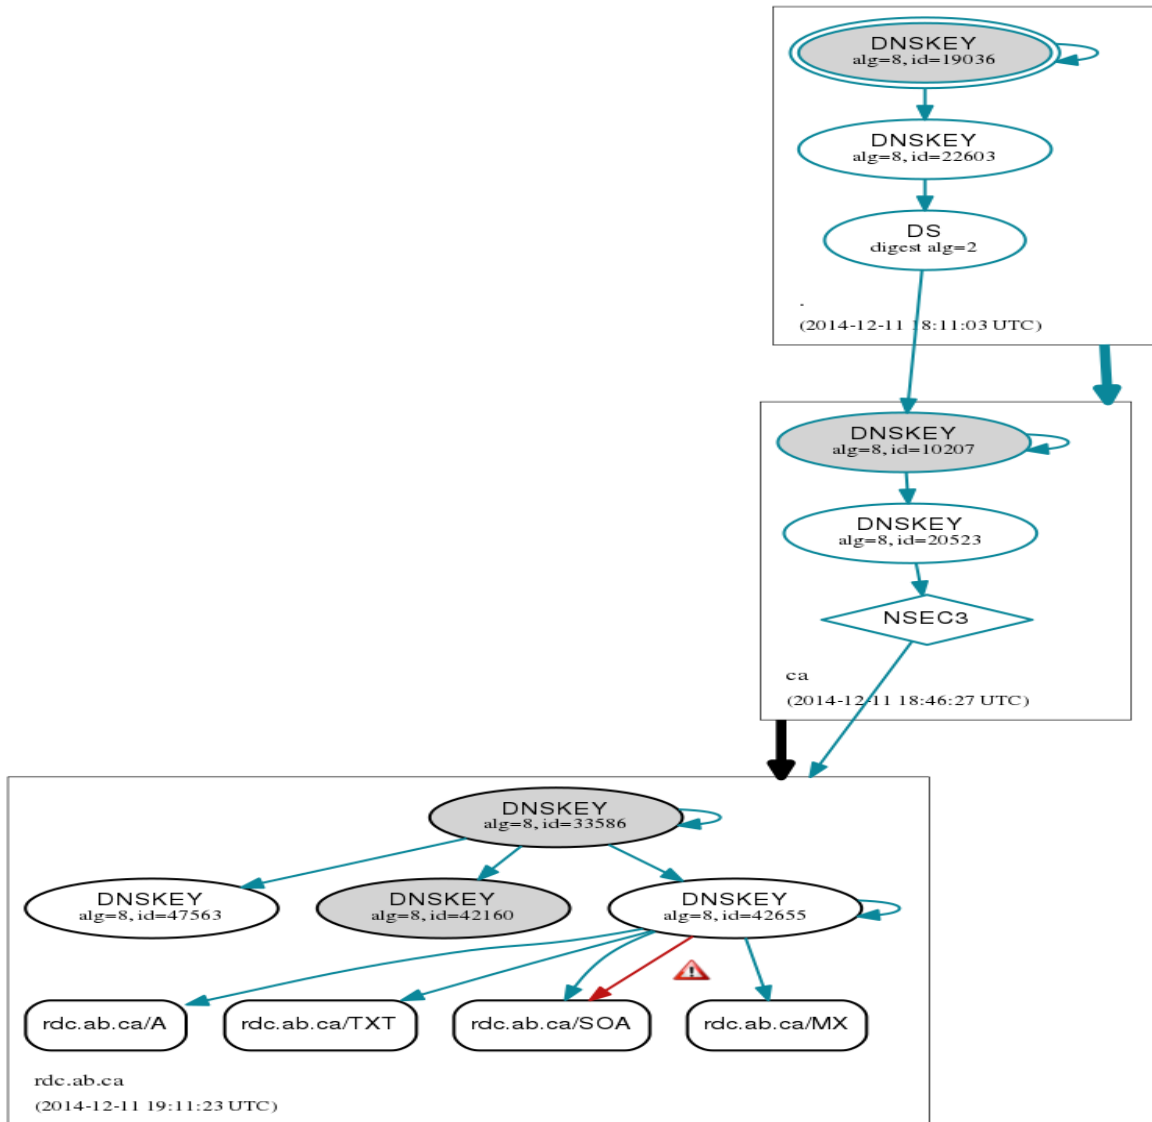 DNSKEY
alg=8, id=19036
DNSKEY
alg=8, id=22603
DS
digest alg=2
.
(2014-12-11 18:11:03 UTC)
DNSKEY
alg=8, id=10207
DNSKEY
alg=8, id=20523
NSEC3
ca
(2014-12-11 18:46:27 UTC)
DNSKEY
alg=8, id=33586
DNSKEY
alg=8, id=47563
DNSKEY
alg=8, id=42160
DNSKEY
alg=8, id=42655
rdc.ab.ca/A
rdc.ab.ca/TXT
rdc.ab.ca/SOA
rdc.ab.ca/MX
rdc.ab.ca
(2014-12-11 19:11:23 UTC)